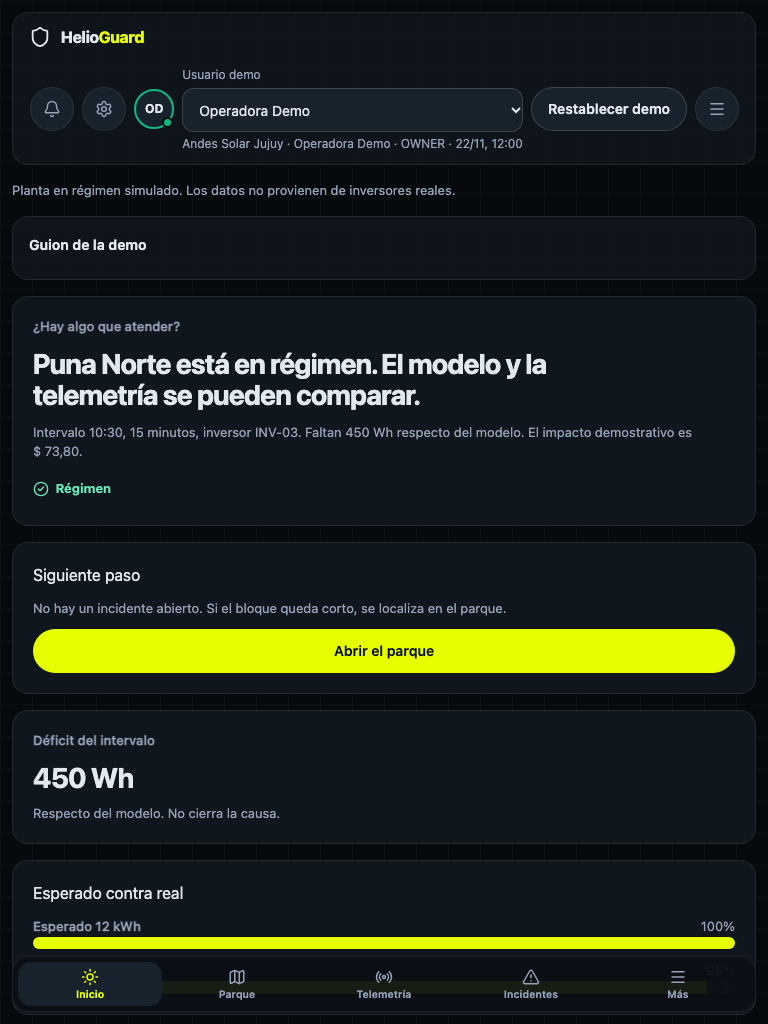 HelioGuard
Usuario demo
OD
Operadora Demo
Restablecer demo
Andes Solar Jujuy · Operadora Demo · OWNER · 22/11, 12:00
Planta en régimen simulado. Los datos no provienen de inversores reales.
Guion de la demo
¿Hay algo que atender?
Puna Norte está en régimen. El modelo y la
telemetría se pueden comparar.
Intervalo 10:30, 15 minutos, inversor INV-03. Faltan 450 Wh respecto del modelo. El impacto demostrativo es
$ 73,80.
Régimen
Siguiente paso
No hay un incidente abierto. Si el bloque queda corto, se localiza en el parque.
Abrir el parque
Déficit del intervalo
450 Wh
Respecto del modelo. No cierra la causa.
Esperado contra real
Esperado 12 kWh 100%
96%
Inicio Parque Telemetría Incidentes Más